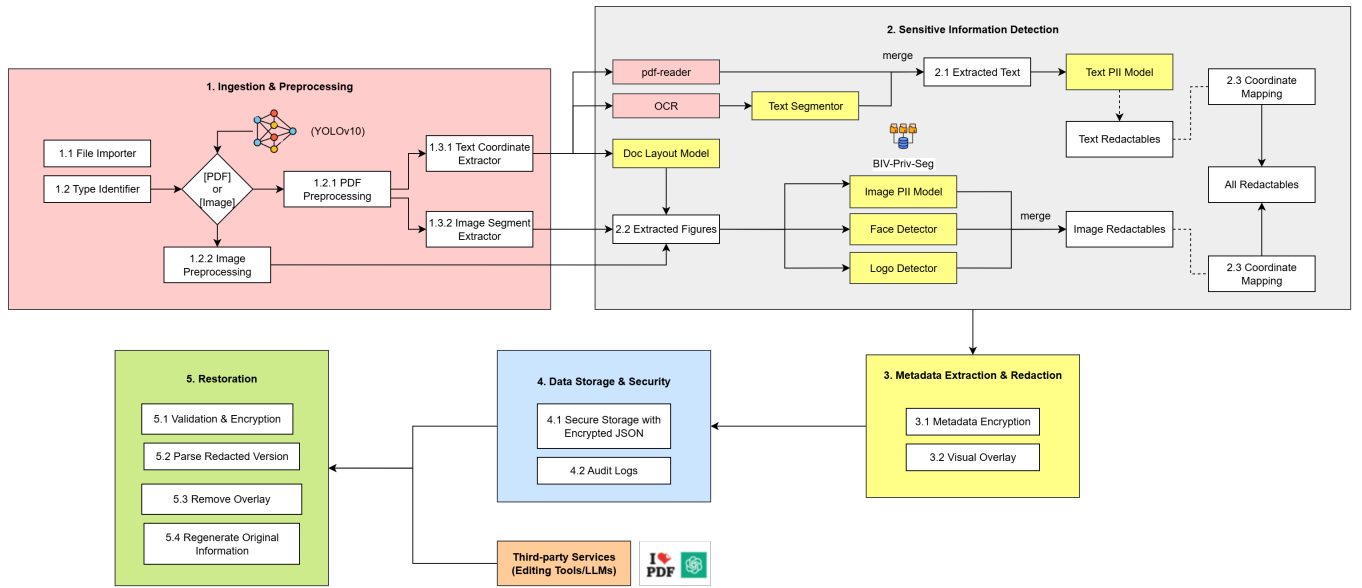 1. Ingestion & Preprocessing
(YOLOv10)
1.1 File Importer
1.2 Type Identifier
[PDF]
or
[Image]
1.2.1 PDF
Preprocessing
1.2.2 Image
Preprocessing
1.3.1 Text Coordinate
Extractor
1.3.2 Image Segment
Extractor
2. Sensitive Information Detection
pdf-reader
OCR
Text Segmentor
merge
2.1 Extracted Text
Text PII Model
Text Redactables
2.3 Coordinate
Mapping
Doc Layout Model
BIV-Priv-Seg
2.2 Extracted Figures
Image PII Model
Face Detector
Logo Detector
merge
Image Redactables
All Redactables
2.3 Coordinate
Mapping
3. Metadata Extraction & Redaction
3.1 Metadata Encryption
3.2 Visual Overlay
4. Data Storage & Security
4.1 Secure Storage with
Encrypted JSON
4.2 Audit Logs
5. Restoration
5.1 Validation & Encryption
5.2 Parse Redacted Version
5.3 Remove Overlay
5.4 Regenerate Original
Information
Third-party Services
(Editing Tools/LLMs)
I
PDF